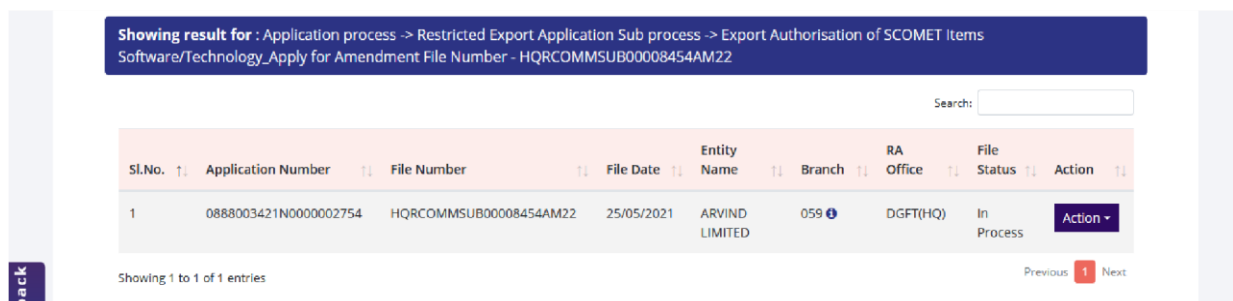 Showing result for : Application process -> Restricted Export Application Sub process -> Export Authorisation of SCOMET Items
Software/Technology_Apply for Amendment File Number - HQRCOMMSUB00008454AM22
Search:
Sl.No. Application Number File Number File Date Entity Name Branch RA Office File Status Action
1 0888003421N0000002754 HQRCOMMSUB00008454AM22 25/05/2021 ARVIND LIMITED 059 DGFT(HQ) In Process Action
Showing 1 to 1 of 1 entries
Previous 1 Next